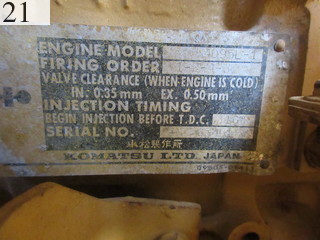 21
ENGINE MODEL
FIRING ORDER
VALVE CLEARANCE (WHEN ENGINE IS COLD)
IN. 0.35mm EX. 0.50mm
INJECTION TIMING
BEGIN INJECTION BEFORE T.D.C.
SERIAL NO.
小松製作所
KOMATSU LTD. JAPAN